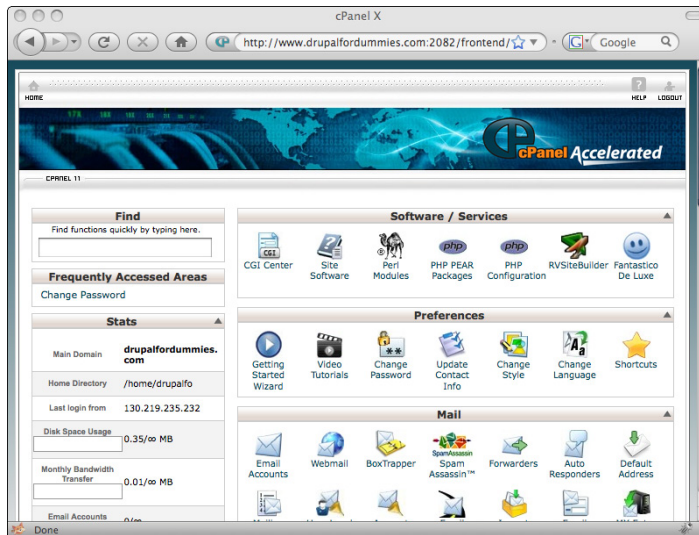 cPanel X
http://www.drupalfordummies.com:2082/frontend/
Google
HOME
HELP
LOGOUT
cPanel Accelerated
CPANEL 11
Find
Find functions quickly by typing here.
Frequently Accessed Areas
Change Password
Stats
Main Domain
drupalfordummies.
com
Home Directory
/home/drupalfo
Last login from
130.219.235.232
Disk Space Usage
0.35/∞ MB
Monthly Bandwidth
Transfer
0.01/∞ MB
Email Accounts
Software / Services
CGI
CGI Center
Site
Software
Perl
Modules
php
PHP PEAR
Packages
php
PHP
Configuration
RVSiteBuilder
Fantastico
De Luxe
Preferences
Getting
Started
Wizard
Video
Tutorials
Change
Password
Update
Contact
Info
Change
Style
Change
Language
Shortcuts
Mail
Email
Accounts
Webmail
BoxTrapper
SpamAssassin
Spam
Assassin™
Forwarders
Auto
Responders
Default
Address
Done